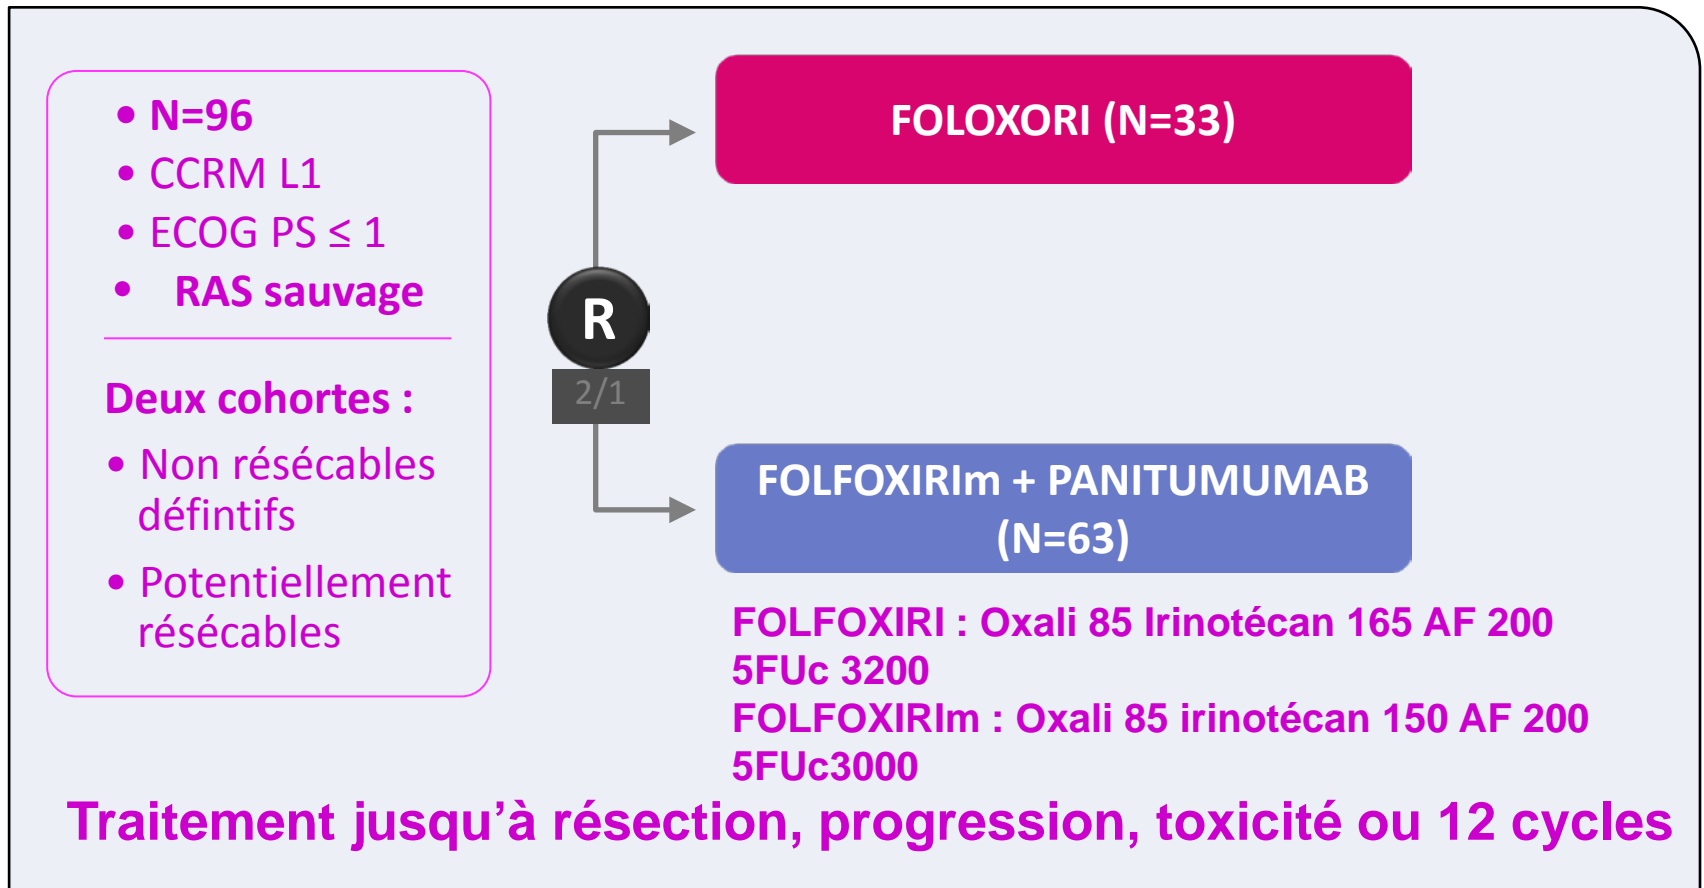 • N=96
• CCRM L1
• ECOG PS ≤ 1
• RAS sauvage
Deux cohortes :
• Non résécables
défintifs
• Potentiellement
résécables
R
2/1
FOLOXORI (N=33)
FOLFOXIRIm + PANITUMUMAB
(N=63)
FOLFOXIRI : Oxali 85 Irinotécan 165 AF 200
5FUc 3200
FOLFOXIRIm : Oxali 85 irinotécan 150 AF 200
5FUc3000
Traitement jusqu’à résection, progression, toxicité ou 12 cycles